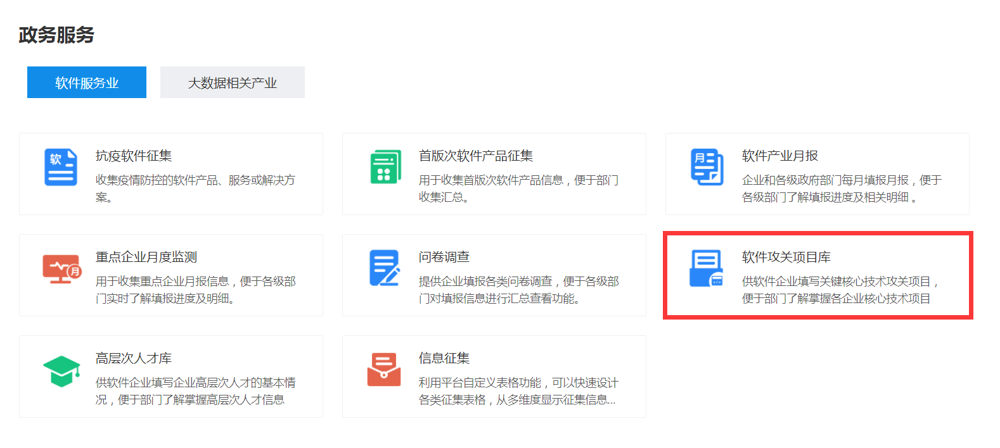 政务服务
软件服务业
大数据相关产业
软
抗疫软件征集
收集疫情防控的软件产品、服务或解决方
案。
首版次软件产品征集
用于收集首版次软件产品信息，便于部门
收集汇总。
月
软件产业月报
企业和各级政府部门每月填报月报，便于
各级部门了解填报进度及相关明细 。
月
重点企业月度监测
用于收集重点企业月报信息，便于各级部
门实时了解填报进度及明细。
问卷调查
提供企业填报各类问卷调查，便于各级部
门对填报信息进行汇总查看功能。
软件攻关项目库
供软件企业填写关键核心技术攻关项目，
便于部门了解掌握各企业核心技术项目
高层次人才库
供软件企业填写企业高层次人才的基本情
况，便于部门了解掌握高层次人才信息
信息征集
利用平台自定义表格功能，可以快速设计
各类征集表格，从多维度显示征集信息...